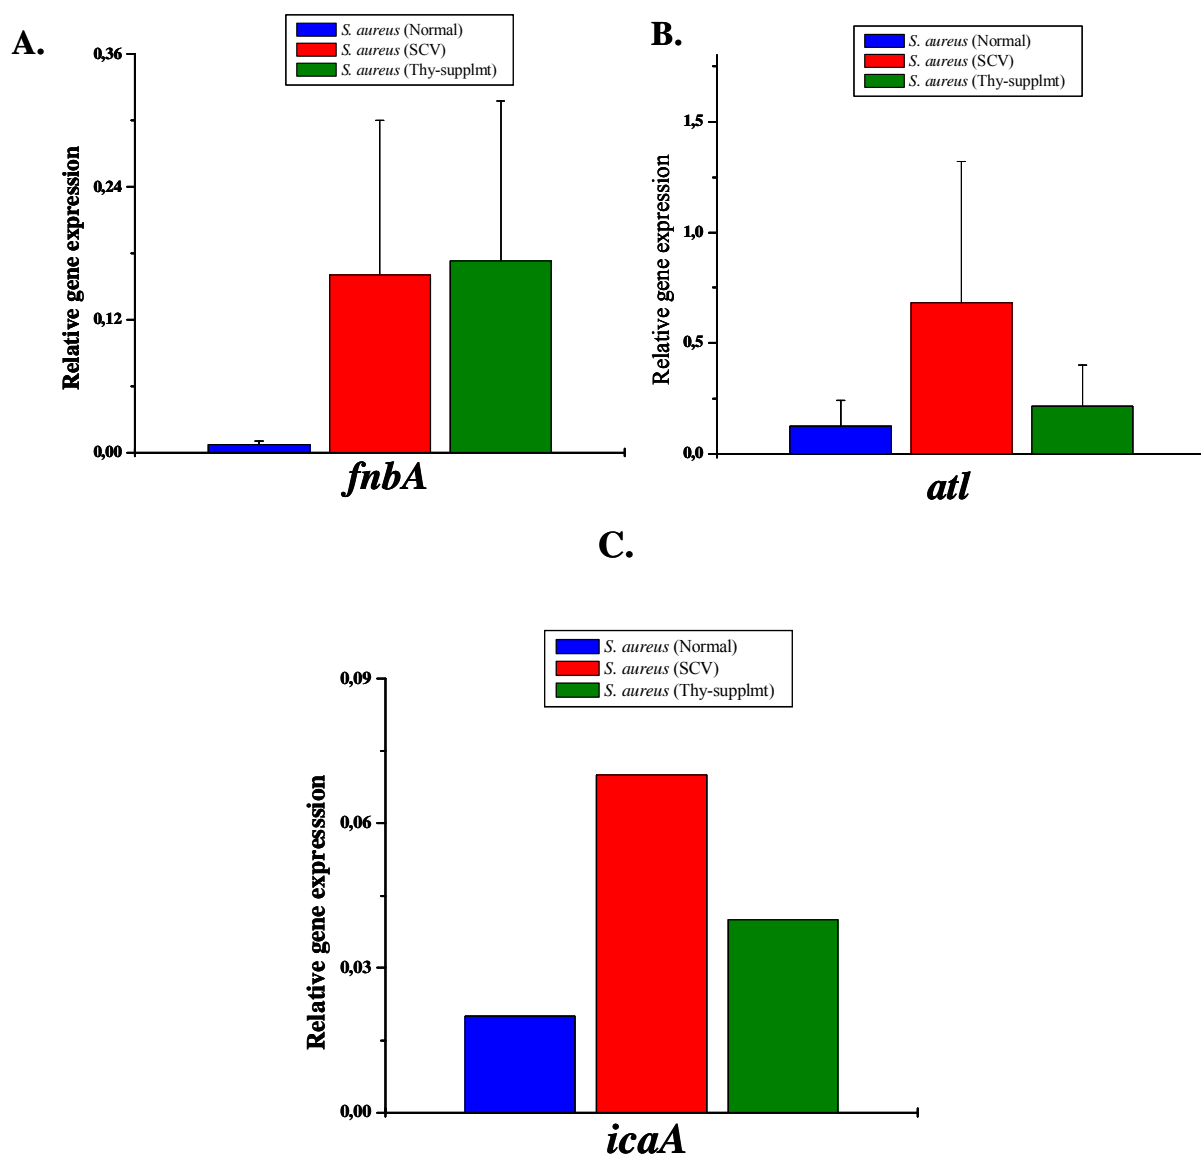 A.
S. aureus (Normal)
S. aureus (SCV)
S. aureus (Thy-supplmt)
0,36
0,24
0,12
0,00
Relative gene expression
fnbA
B.
S. aureus (Normal)
S. aureus (SCV)
S. aureus (Thy-supplmt)
1,5
1,0
0,5
0,0
Relative gene expression
atl
C.
S. aureus (Normal)
S. aureus (SCV)
S. aureus (Thy-supplmt)
0,09
0,06
0,03
0,00
Relative gene expresssion
icaA